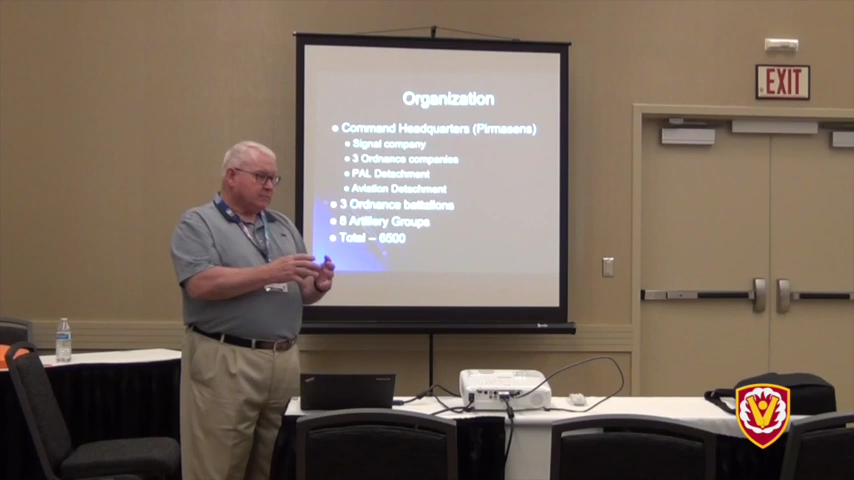 Organization
Command Headquarters (Pirmasens)
Signal company
3 Ordnance companies
PAL Detachment
Aviation Detachment
3 Ordnance battalions
8 Artillery Groups
Total – 6500
EXIT